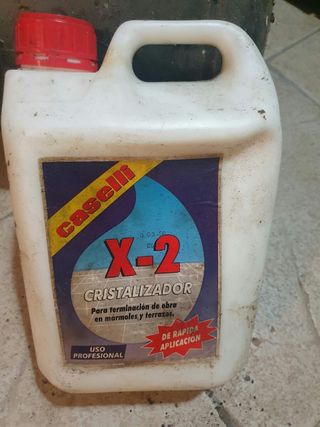 caselli
X-2
CRISTALIZADOR
Para terminación de obra
en mármoles y terrazos.
USO
PROFESIONAL
DE RÁPIDA
APLICACIÓN